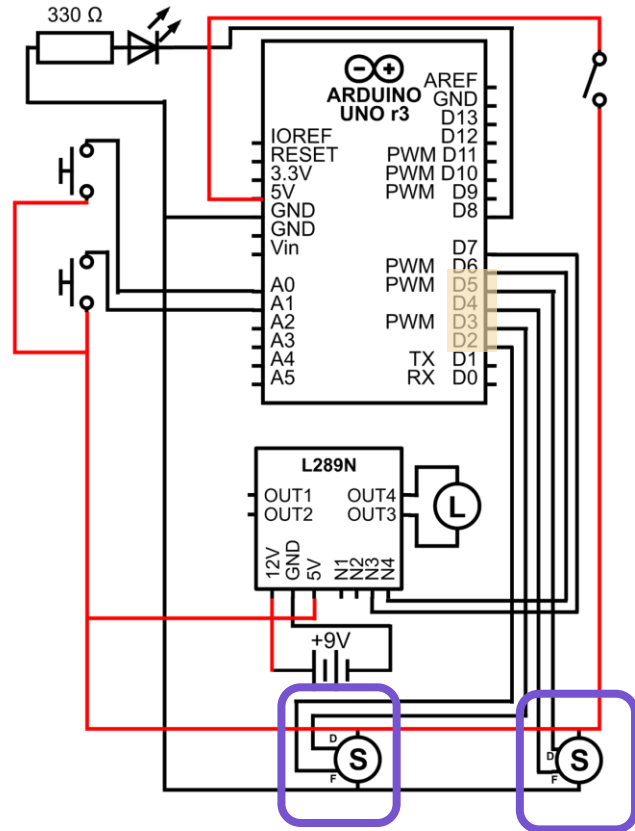 330 Ω
ARDUINO
UNO r3
AREF
GND
D13
D12
PWM D11
PWM D10
PWM D9
D8
D7
PWM D6
PWM D5
D4
PWM D3
D2
TX D1
RX D0
IOREF
RESET
3.3V
5V
GND
GND
Vin
A0
A1
A2
A3
A4
A5
L289N
OUT1 OUT4
OUT2 OUT3
L
12V
GND
5V
N1
N2
N3
N4
+9V
D
S
F
D
S
F